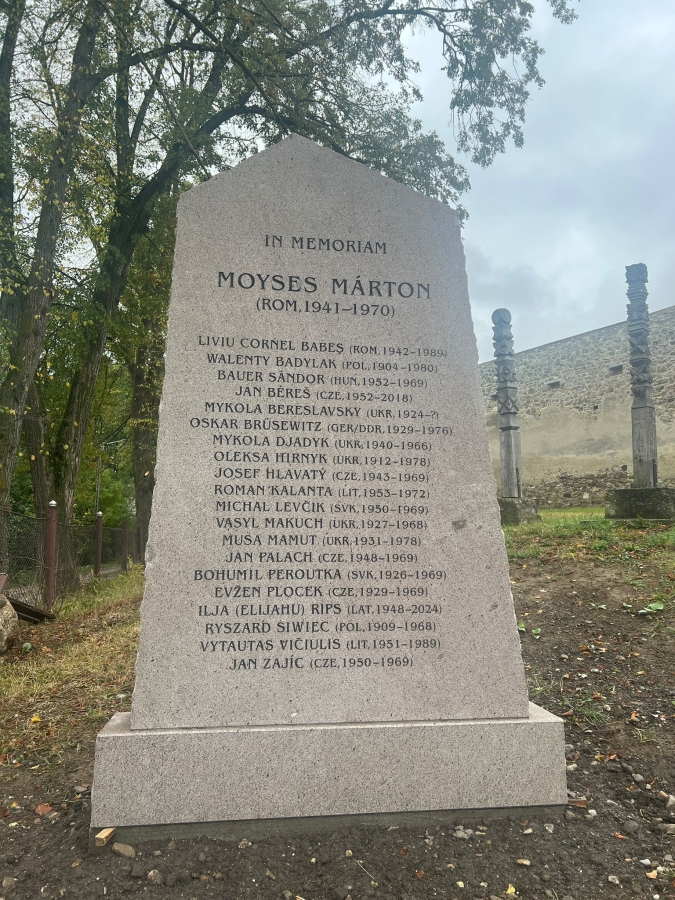 IN MEMORIAM
MOYSES MÁRTON
(ROM, 1941–1970)
LIVIU CORNEL BABEŞ (ROM, 1942–1989)
WALENTY BADYLAK (POL, 1904–1980)
BAUER SÁNDOR (HUN, 1952–1969)
JAN BÉREŠ (CZE, 1952–2018)
MYKOLA BERESLAVSKY (UKR, 1924–?)
OSKAR BRÜSEWITZ (GER/DDR, 1929–1976)
MYKOLA DJADYK (UKR, 1940–1966)
OLEKSA HIRNYK (UKR, 1912–1978)
JOSEF HLAVATÝ (CZE, 1943–1969)
ROMAN KALANTA (LIT, 1953–1972)
MICHAL LEVČIK (SVK, 1950–1969)
VASYL MAKUCH (UKR, 1927–1968)
MUSA MAMUT (UKR, 1931–1978)
JAN PALACH (CZE, 1948–1969)
BOHUMIL PEROUTKA (SVK, 1926–1969)
EVŽEN PLOCEK (CZE, 1929–1969)
ILJA (ELIJAHU) RIPS (LAT, 1948–2024)
RYSZARD SIWIEC (POL, 1909–1968)
VYTAUTAS VIČIULIS (LIT, 1951–1989)
JAN ZAJÍC (CZE, 1950–1969)